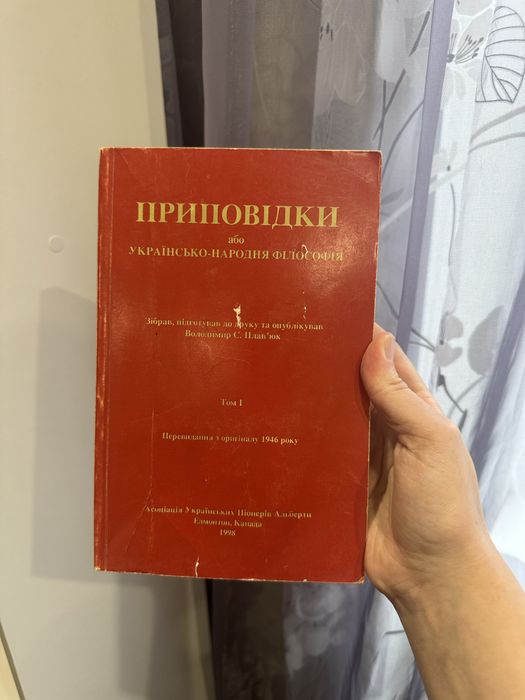 ПРИПОВІДКИ
або
УКРАЇНСЬКО-НАРОДНЯ ФІЛОСОФІЯ
Зібрав, підготував до друку та опублікував
Володимир С. Плав'юк
Том I
Перевидання з оригіналу 1946 року
Асоціяція Українських Піонерів Альберти
Едмонтон, Канада
1998